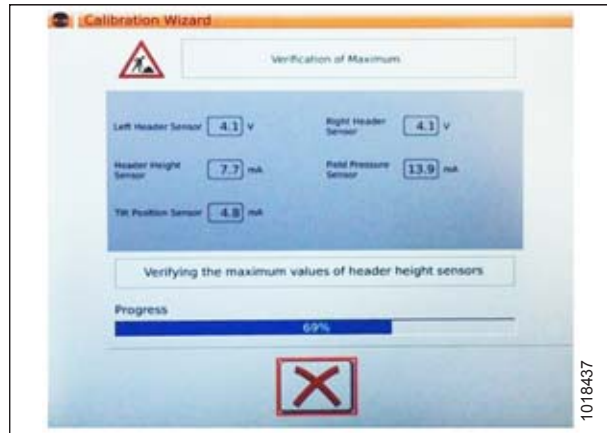 Calibration Wizard
Verification of Maximum
Left Header Sensor 4.1 V
Right Header Sensor 4.1 V
Header Height Sensor 7.7 mA
Field Pressure Sensor 13.9 mA
Tilt Position Sensor 4.8 mA
Verifying the maximum values of header height sensors
Progress
69%
1018437